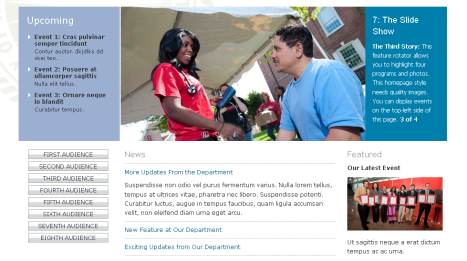 Upcoming
Event 1: Cras pulvinar
semper tincidunt
Contur auctor, dkjdlks dd
skei teo.
Event 2: Posuere at
ullamcorper sagittis
Nulla elit tellus.
Event 3: Ornare neque
in blandit
Curabitur tempus.
7: The Slide
Show
The Third Story: This
feature rotator allows
you to highlight four
programs and photos.
This homepage style
needs quality images.
You can display events
on the top-left side of
this page. 3 of 4
FIRST AUDIENCE
SECOND AUDIENCE
THIRD AUDIENCE
FOURTH AUDIENCE
FIFTH AUDIENCE
SIXTH AUDIENCE
SEVENTH AUDIENCE
EIGHTH AUDIENCE
News
More Updates From the Department
Suspendisse non odio vel purus fermentum varius. Nulla lorem tellus,
tempus at ultrices vitae, pharetra nec libero. Suspendisse potenti.
Curabitur luctus, augue in tempus faucibus, quam ligula accumsan
velit, non eleifend diam urna eget arcu.
New Feature at Our Department
Exciting Updates from Our Department
Featured
Our Latest Event
Ut sagittis neque a erat dictum
tempus ac ac urna.